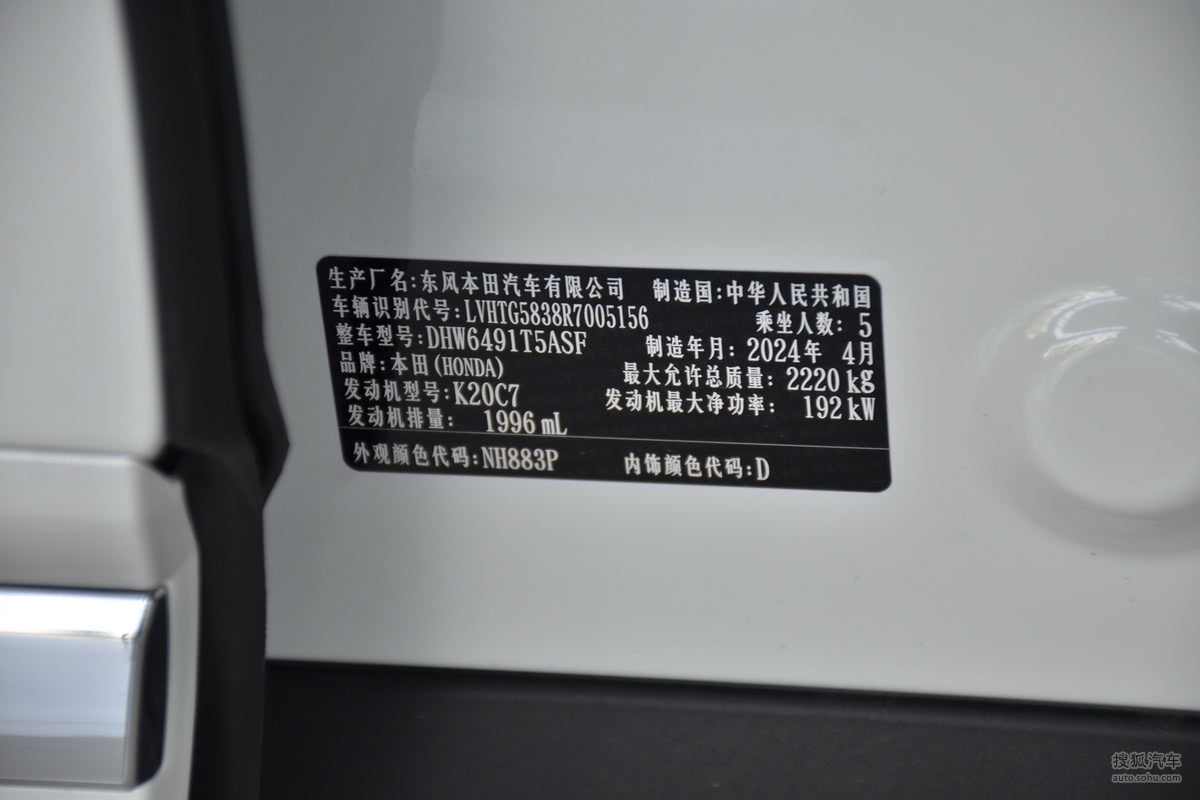 生产厂名:东风本田汽车有限公司 制造国:中华人民共和国
车辆识别代号:LVHTG5838R7005156 乘坐人数: 5
整车型号:DHW6491T5ASF 制造年月: 2024年 4月
品牌:本田(HONDA) 最大允许总质量: 2220 kg
发动机型号:K20C7 发动机最大净功率: 192 kW
发动机排量: 1996 mL
外观颜色代码:NH883P 内饰颜色代码:D
搜狐汽车
auto.sohu.com